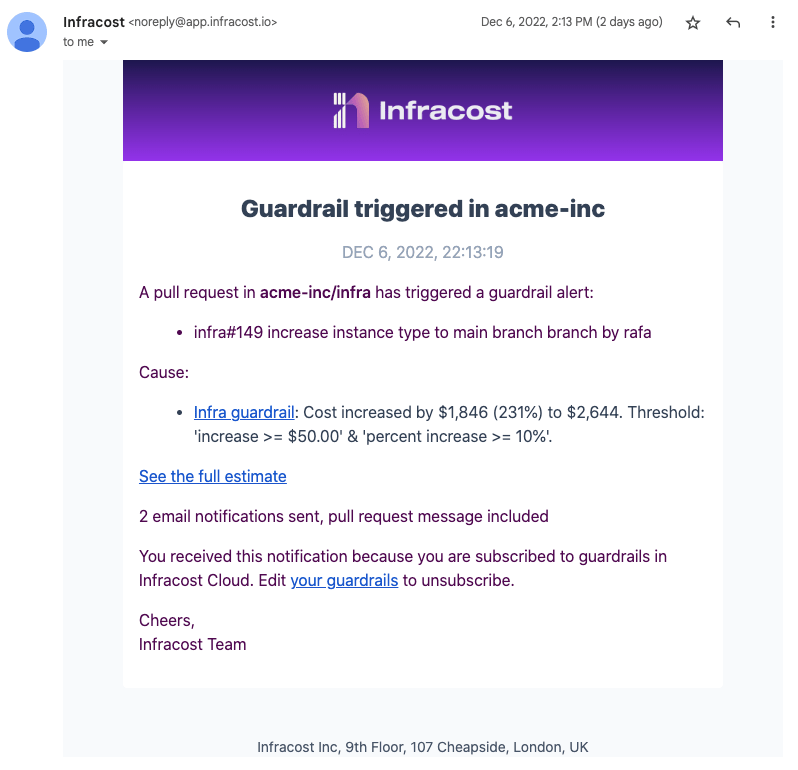 Infracost <noreply@app.infracost.io>
Dec 6, 2022, 2:13 PM (2 days ago)
to me
Infracost
Guardrail triggered in acme-inc
DEC 6, 2022, 22:13:19
A pull request in acme-inc/infra has triggered a guardrail alert:
• infra#149 increase instance type to main branch branch by rafa
Cause:
• Infra guardrail: Cost increased by $1,846 (231%) to $2,644. Threshold:
'increase >= $50.00' & 'percent increase >= 10%'.
See the full estimate
2 email notifications sent, pull request message included
You received this notification because you are subscribed to guardrails in
Infracost Cloud. Edit your guardrails to unsubscribe.
Cheers,
Infracost Team
Infracost Inc, 9th Floor, 107 Cheapside, London, UK